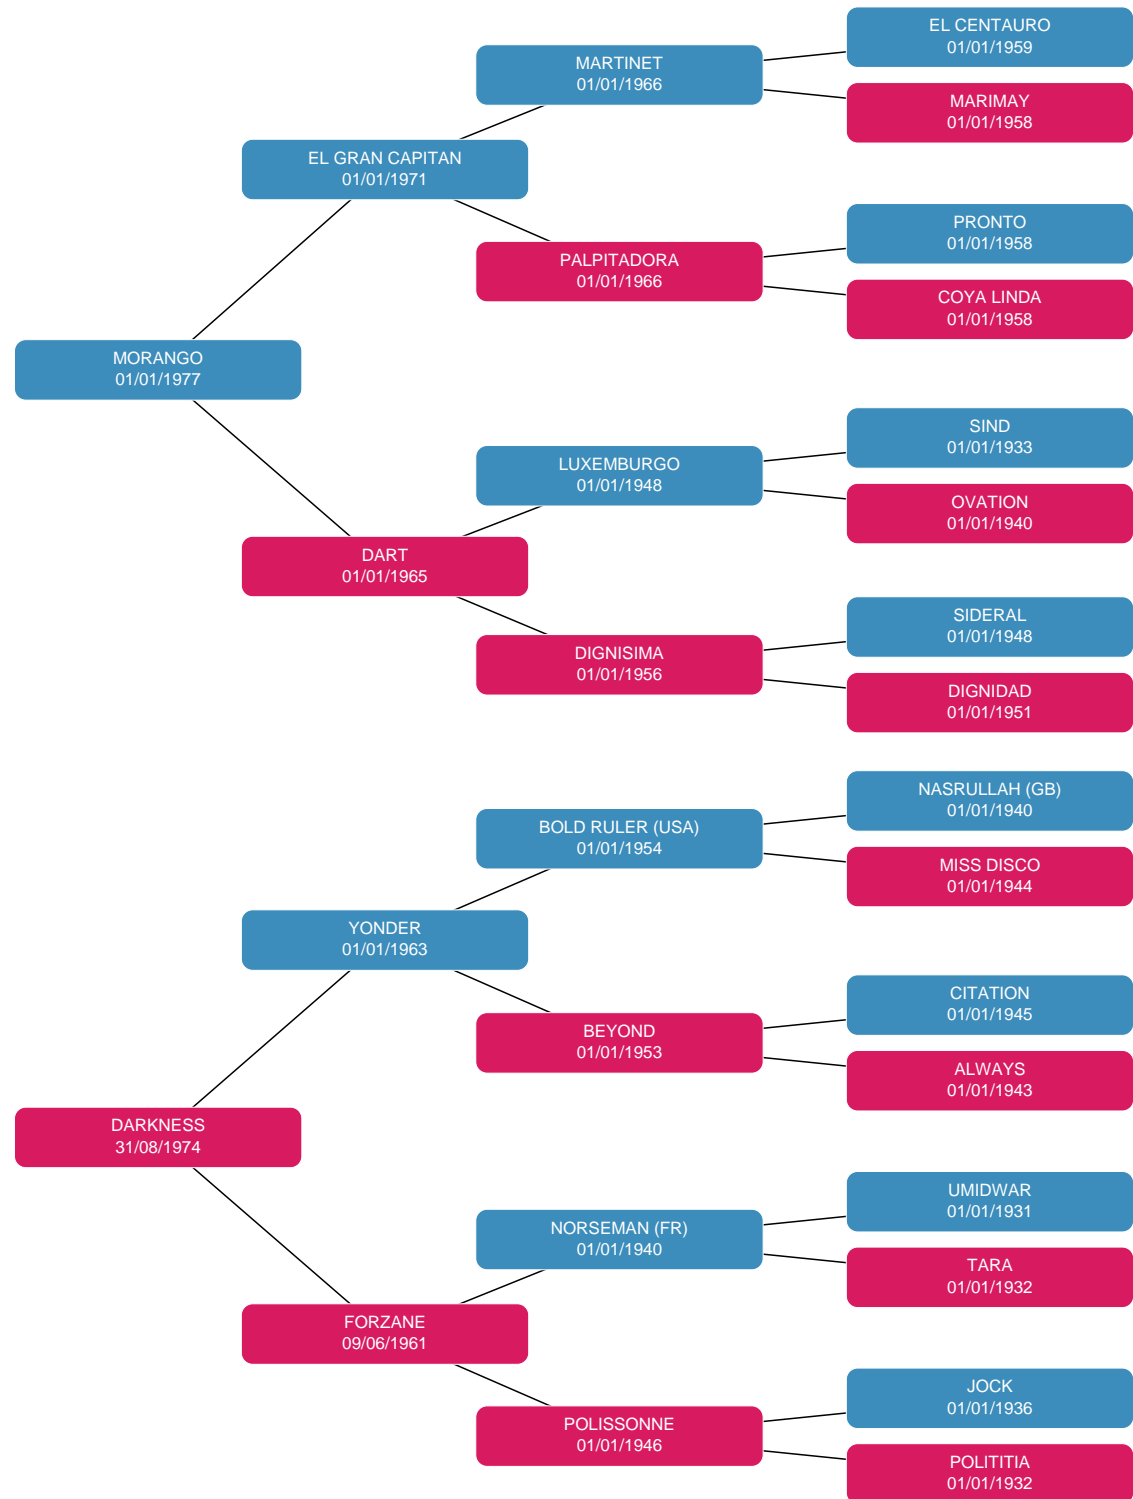 EL CENTAURO
01/01/1959
MARTINET
01/01/1966
MARIMAY
01/01/1958
EL GRAN CAPITAN
01/01/1971
PRONTO
01/01/1958
PALPITADORA
01/01/1966
COYA LINDA
01/01/1958
MORANGO
01/01/1977
SIND
01/01/1933
LUXEMBURGO
01/01/1948
OVATION
01/01/1940
DART
01/01/1965
SIDERAL
01/01/1948
DIGNISIMA
01/01/1956
DIGNIDAD
01/01/1951
NASRULLAH (GB)
01/01/1940
BOLD RULER (USA)
01/01/1954
MISS DISCO
01/01/1944
YONDER
01/01/1963
CITATION
01/01/1945
BEYOND
01/01/1953
ALWAYS
01/01/1943
DARKNESS
31/08/1974
UMIDWAR
01/01/1931
NORSEMAN (FR)
01/01/1940
TARA
01/01/1932
FORZANE
09/06/1961
JOCK
01/01/1936
POLISSONNE
01/01/1946
POLITITIA
01/01/1932